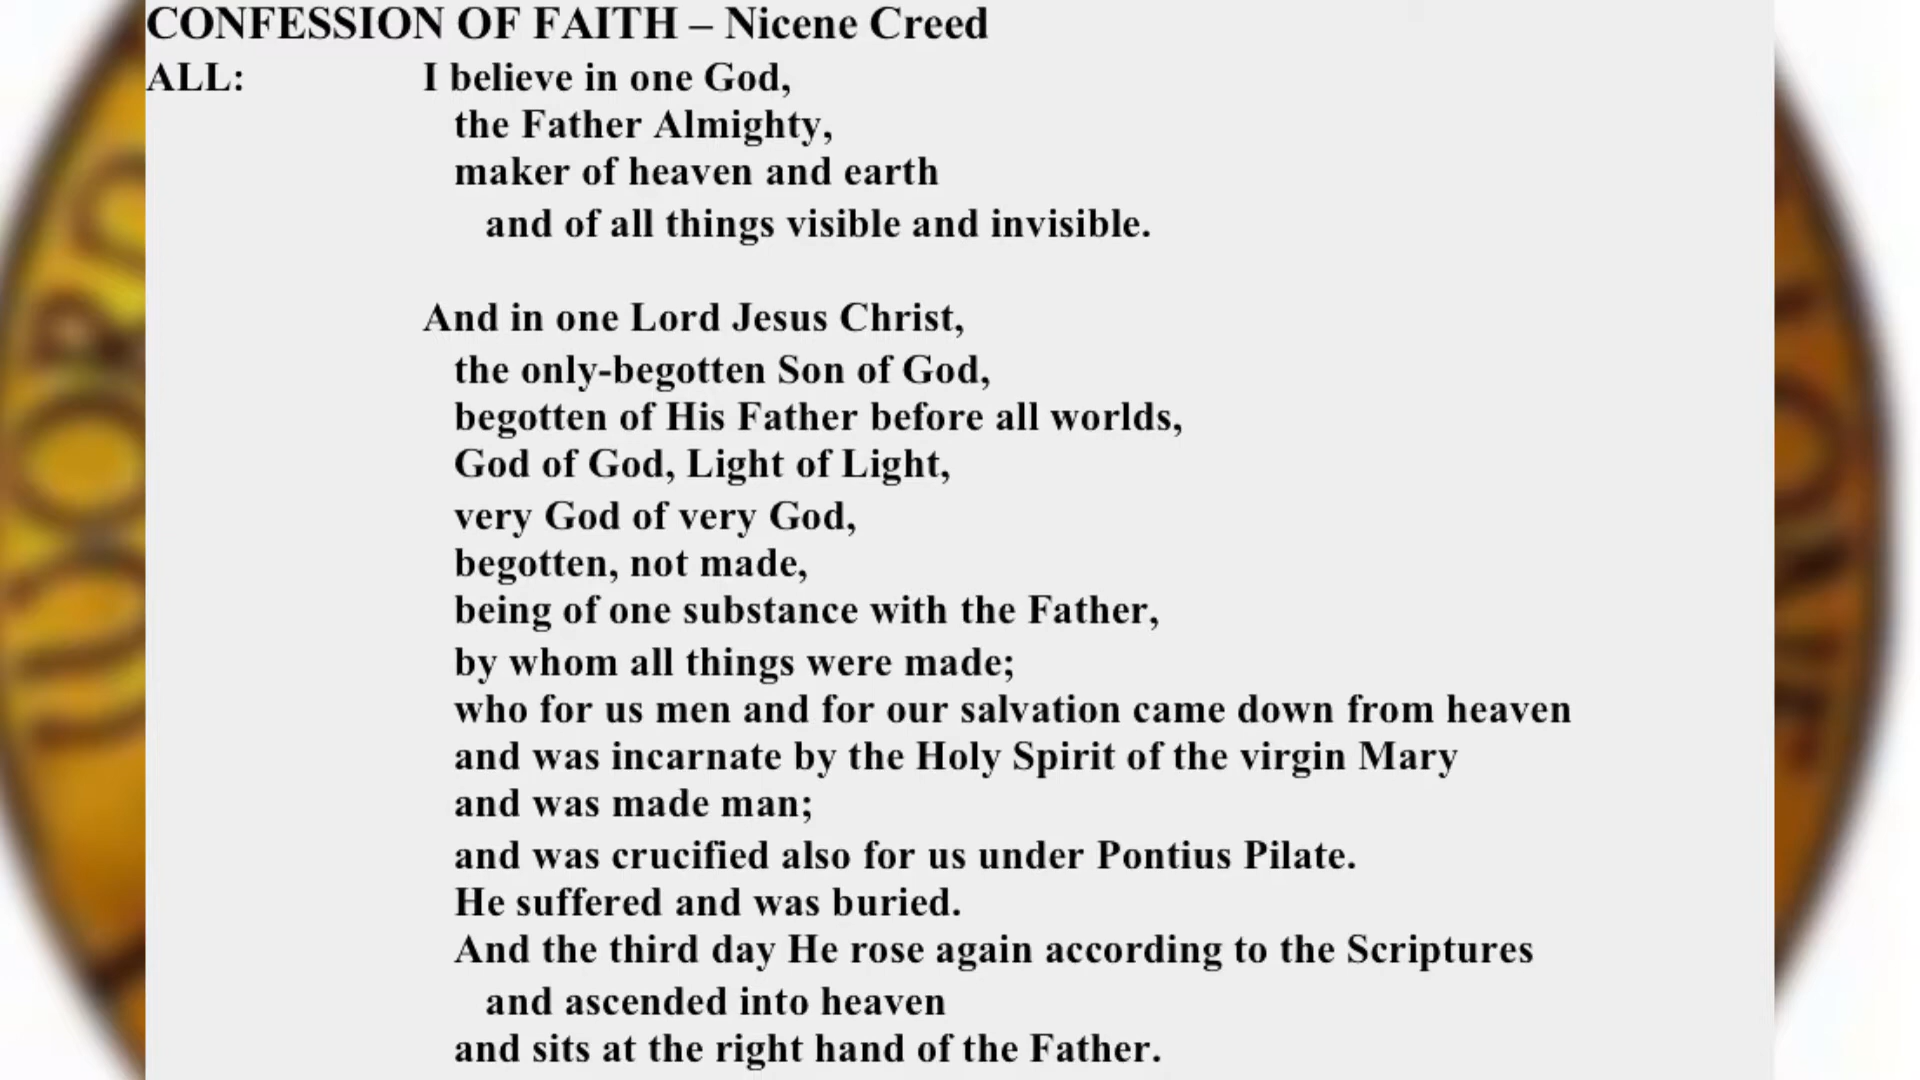 CONFESSION OF FAITH – Nicene Creed
ALL: I believe in one God,
the Father Almighty,
maker of heaven and earth
and of all things visible and invisible.
And in one Lord Jesus Christ,
the only-begotten Son of God,
begotten of His Father before all worlds,
God of God, Light of Light,
very God of very God,
begotten, not made,
being of one substance with the Father,
by whom all things were made;
who for us men and for our salvation came down from heaven
and was incarnate by the Holy Spirit of the virgin Mary
and was made man;
and was crucified also for us under Pontius Pilate.
He suffered and was buried.
And the third day He rose again according to the Scriptures
and ascended into heaven
and sits at the right hand of the Father.